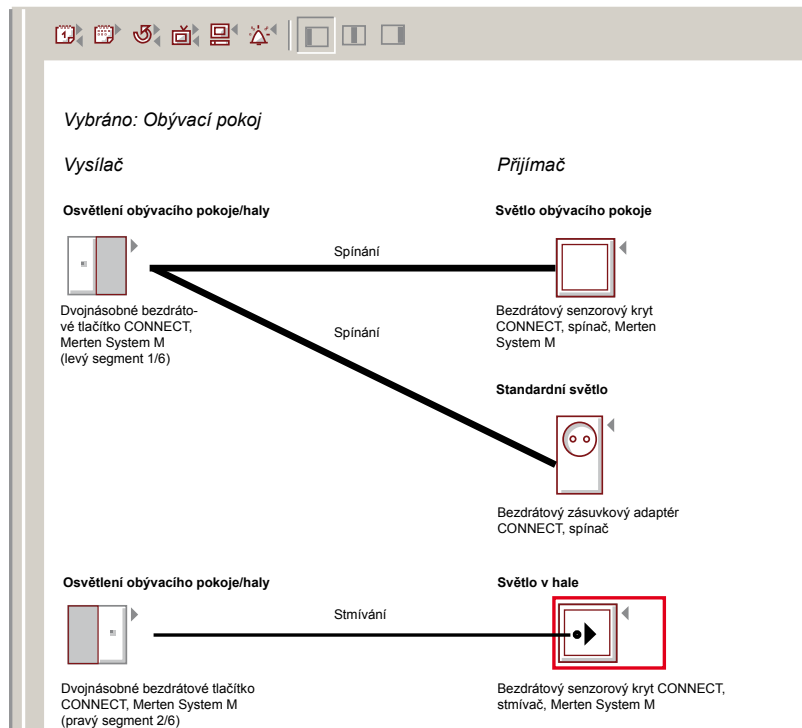 Vybráno: Obývací pokoj
Vysílač
Přijímač
Osvětlení obývacího pokoje/haly
Světlo obývacího pokoje
Spínání
Dvojnásobné bezdráto-
vé tlačítko CONNECT,
Merten System M
(levý segment 1/6)
Bezdrátový senzorový kryt
CONNECT, spínač, Merten
System M
Spínání
Standardní světlo
Bezdrátový zásuvkový adaptér
CONNECT, spínač
Osvětlení obývacího pokoje/haly
Světlo v hale
Stmívání
Dvojnásobné bezdrátové tlačítko
CONNECT, Merten System M
(pravý segment 2/6)
Bezdrátový senzorový kryt CONNECT,
stmívač, Merten System M